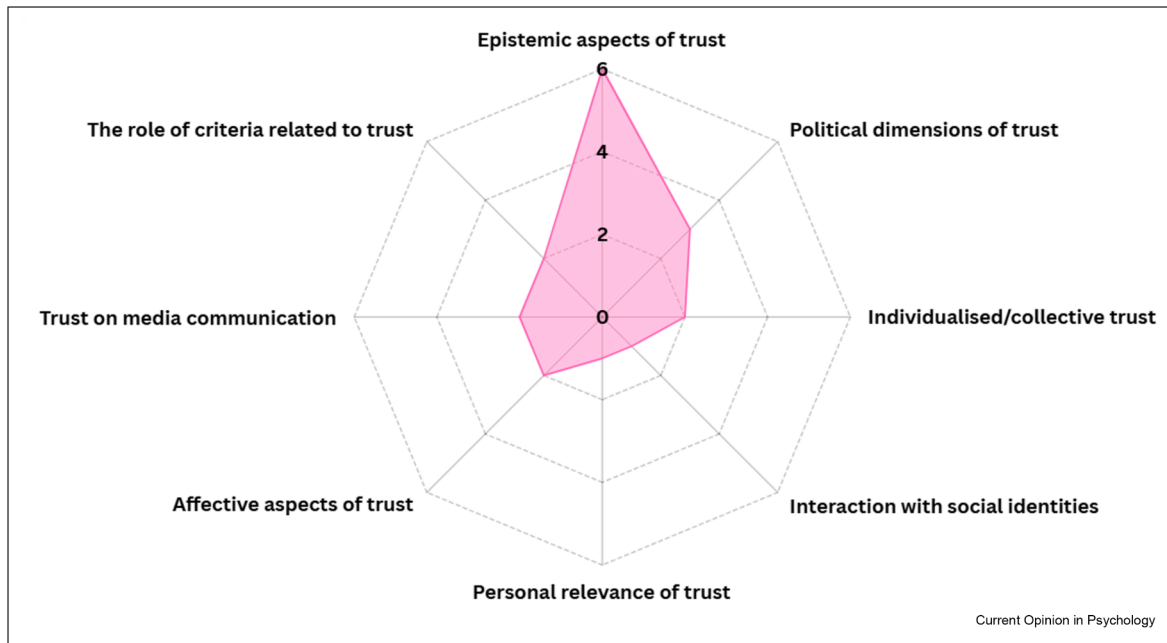 Epistemic aspects of trust
6
The role of criteria related to trust
Political dimensions of trust
4
2
Trust on media communication
0
Individualised/collective trust
Affective aspects of trust
Interaction with social identities
Personal relevance of trust
Current Opinion in Psychology